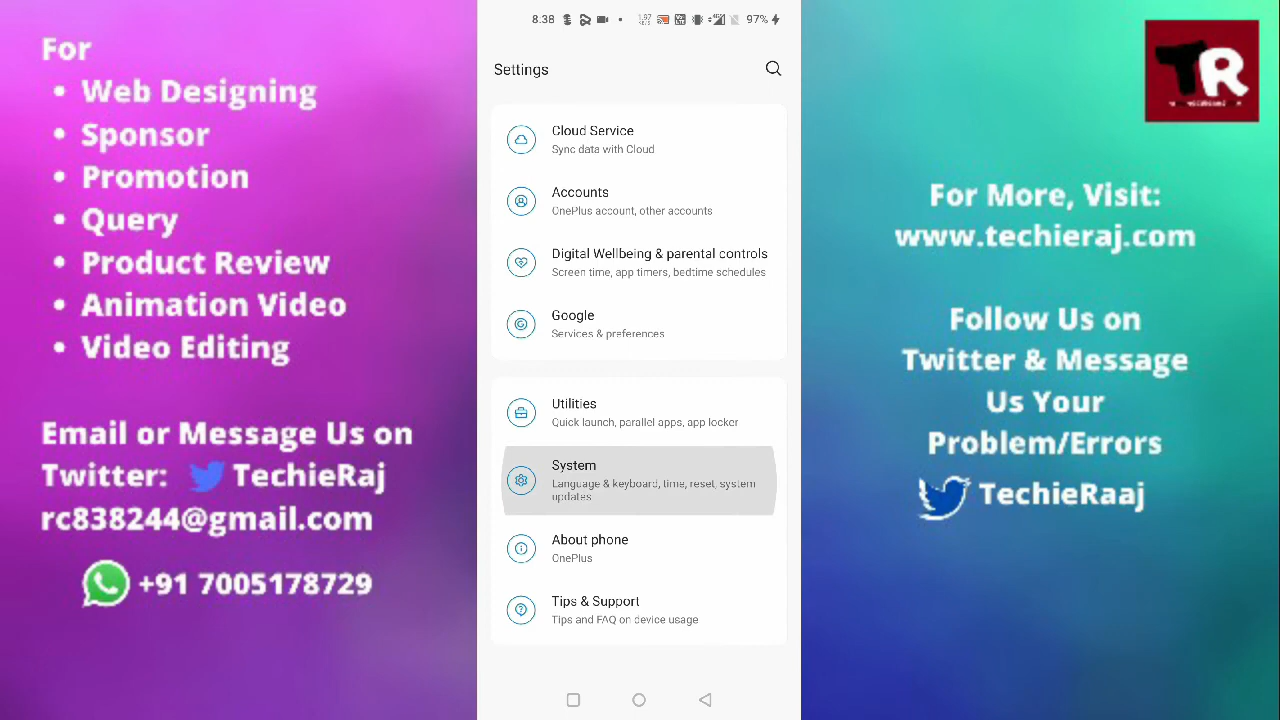 For
• Web Designing
• Sponsor
• Promotion
• Query
• Product Review
• Animation Video
• Video Editing
Email or Message Us on
Twitter: TechieRaj
rc838244@gmail.com
+91 7005178729
8.38
97%
Settings
Cloud Service
Sync data with Cloud
Accounts
OnePlus account, other accounts
Digital Wellbeing & parental controls
Screen time, app timers, bedtime schedules
Google
Services & preferences
Utilities
Quick launch, parallel apps, app locker
System
Language & keyboard, time, reset, system
updates
About phone
OnePlus
Tips & Support
Tips and FAQ on device usage
TR
For More, Visit:
www.techieraj.com
Follow Us on
Twitter & Message
Us Your
Problem/Errors
TechieRaaj